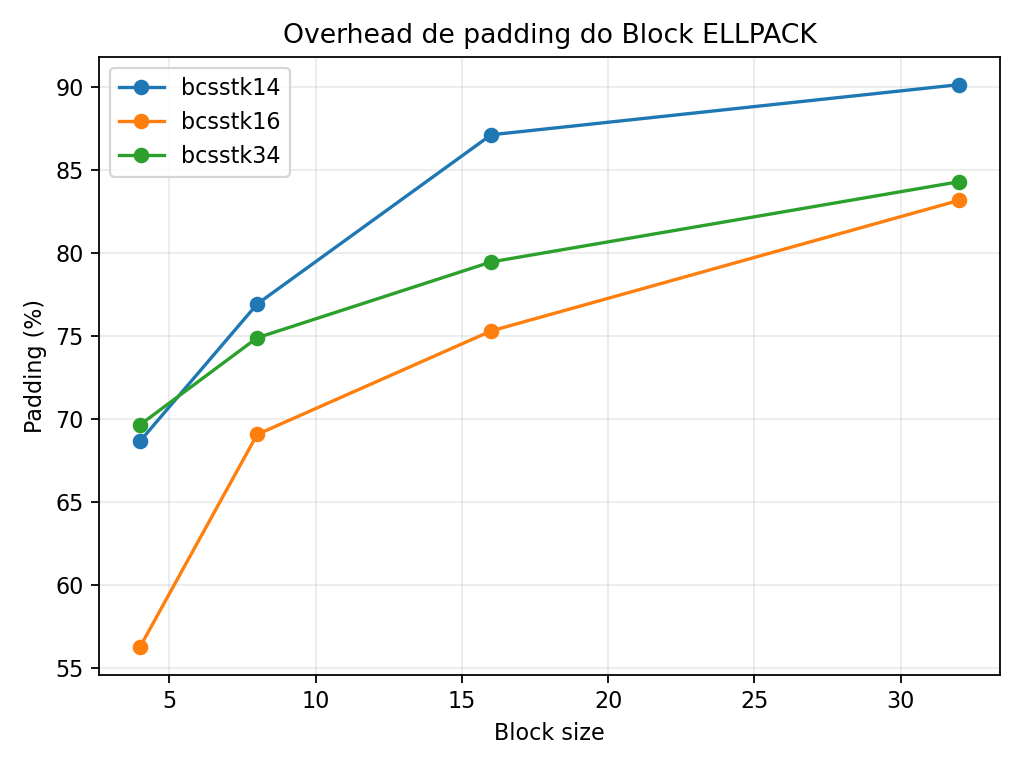 Overhead de padding do Block ELLPACK
bcsstk14
bcsstk16
bcsstk34
Padding (%)
90
85
80
75
70
65
60
55
5 10 15 20 25 30
Block size